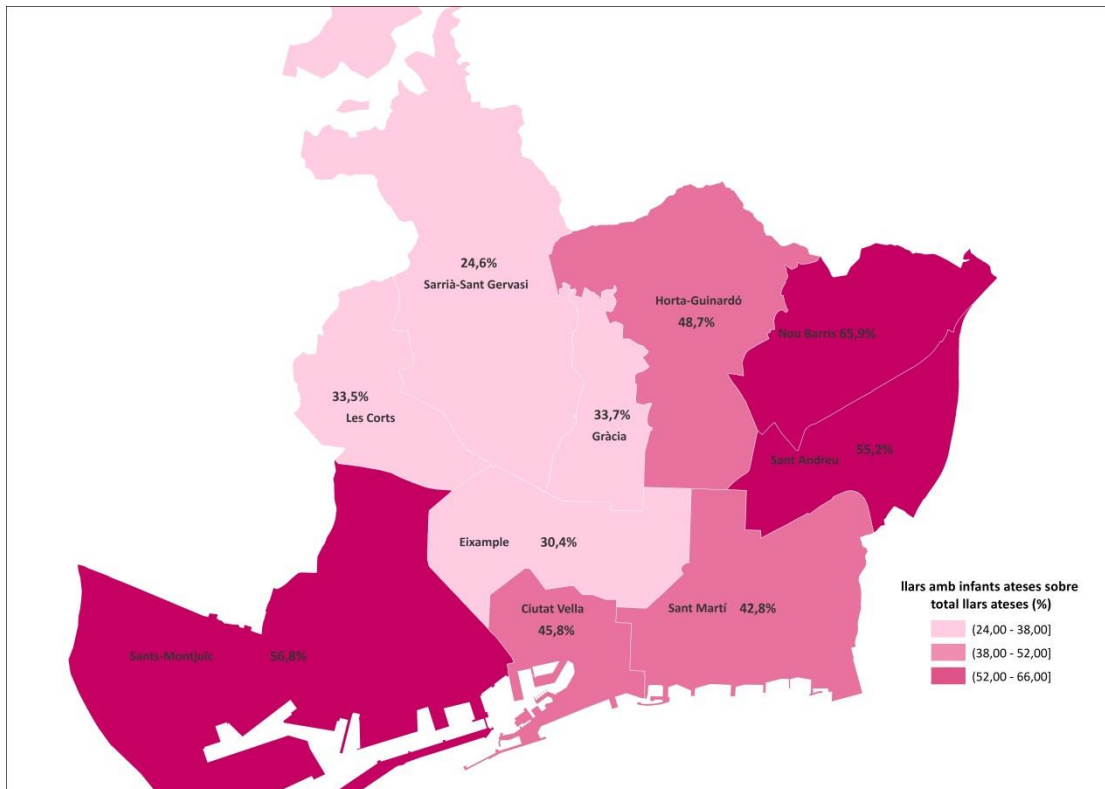 24,6%
Sarrià-Sant Gervasi
Horta-Guinardó
48,7%
Nou Barris 65,9%
33,5%
Les Corts
33,7%
Gràcia
Sant Andreu 55,2%
Eixample 30,4%
Ciutat Vella
45,8%
Sant Martí 42,8%
Sants-Montjuïc 56,8%
llars amb infants ateses sobre
total llars ateses (%)
(24,00 - 38,00]
(38,00 - 52,00]
(52,00 - 66,00]